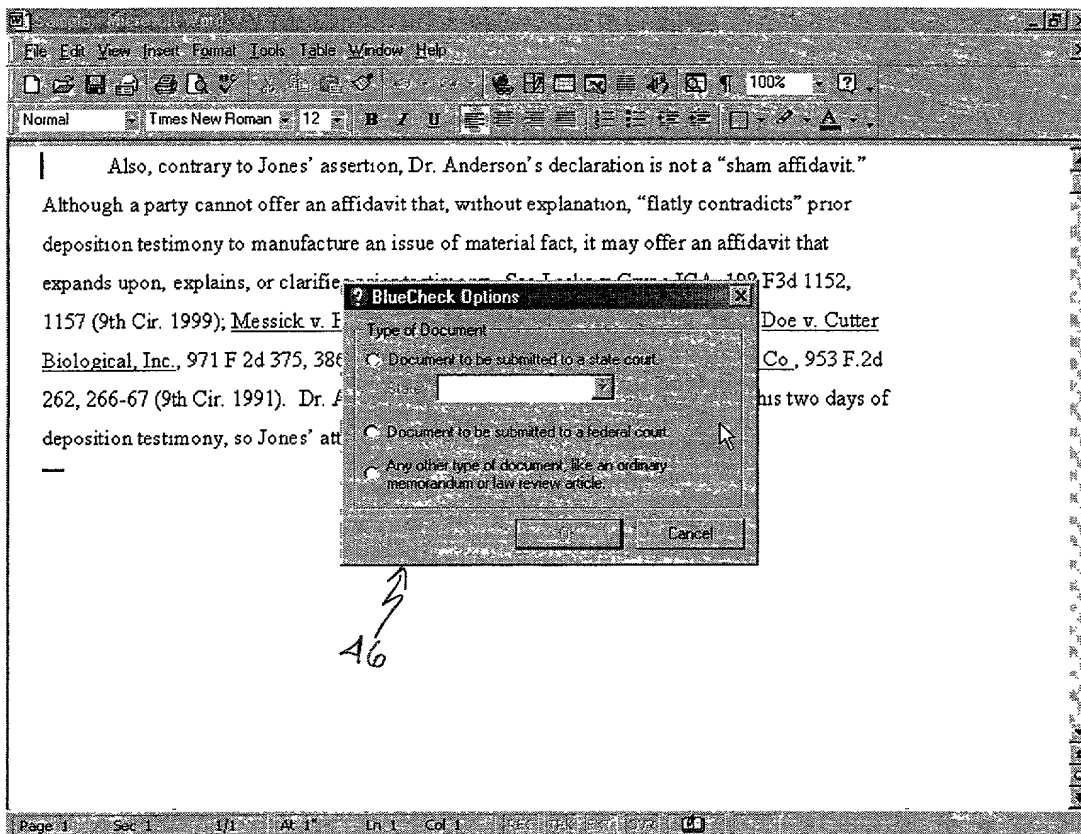 Microsoft Word
File Edit View Insert Format Tools Table Window Help
100%
Normal Times New Roman 12 B I U A
Also, contrary to Jones’ assertion, Dr. Anderson’s declaration is not a “sham affidavit.”
Although a party cannot offer an affidavit that, without explanation, “flatly contradicts” prior
deposition testimony to manufacture an issue of material fact, it may offer an affidavit that
expands upon, explains, or clarifies prior testimony. See F3d 1152,
1157 (9th Cir. 1999); Messick v. Doe v. Cutter
Biological, Inc., 971 F 2d 375, Co., 953 F.2d
262, 266-67 (9th Cir. 1991). Dr. his two days of
deposition testimony, so Jones’
? BlueCheck Options
Type of Document
Document to be submitted to a state court.
State:
Document to be submitted to a federal court.
Any other type of document, like an ordinary
memorandum or law review article.
Cancel
46
Page 1 Sec 1 1/1 At 1" Ln 1 Col 1